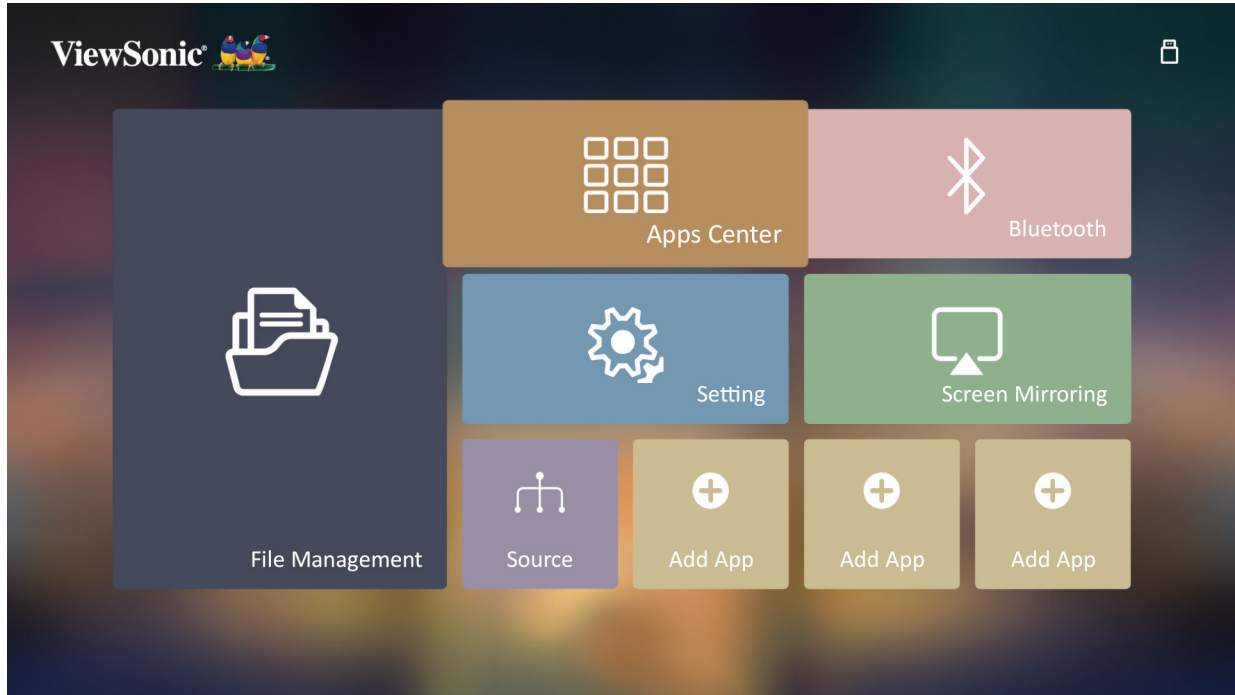 ViewSonic®
Apps Center
Bluetooth
Setting
Screen Mirroring
File Management
Source
Add App
Add App
Add App